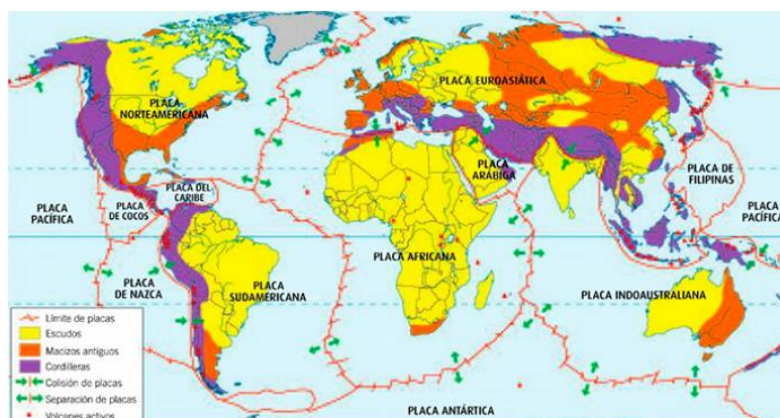 PLACA EUROASIÁTICA
PLACA
NORTEAMERICANA
PLACA
ARÁBIGA
PLACA DE
FILIPINAS
PLACA DEL
CARIBE
PLACA
PACÍFICA
PLACA
DE COCOS
PLACA
PACÍFICA
PLACA AFRICANA
PLACA
DE NAZCA
PLACA
SUDAMERICANA
PLACA INDOAUSTRALIANA
Límite de placas
Escudos
Macizos antiguos
Cordilleras
Colisión de placas
Separación de placas
Volcanes activos
PLACA ANTÁRTICA